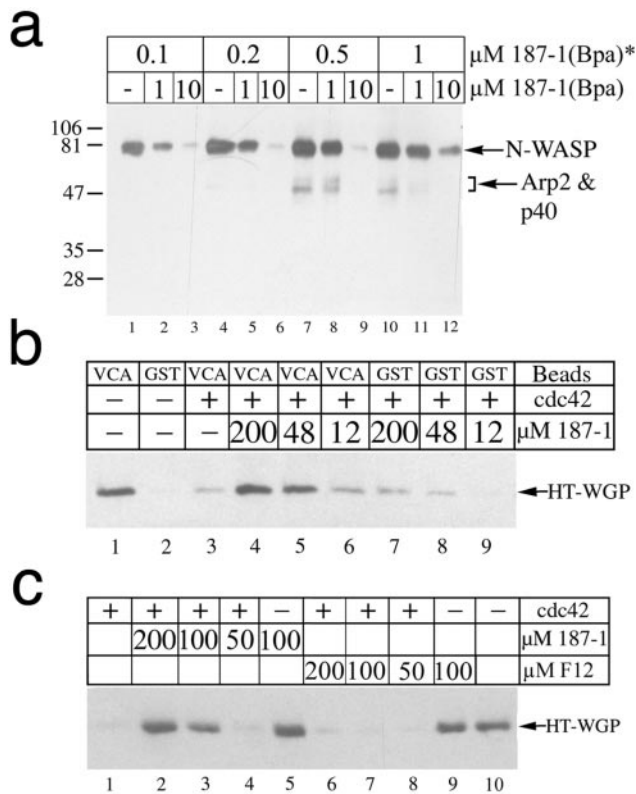 a
0.1 0.2 0.5 1 μM 187-1(Bpa)*
- 1 10 - 1 10 - 1 10 - 1 10 μM 187-1(Bpa)
106
81
47
35
28
N-WASP
Arp2 &
p40
1 2 3 4 5 6 7 8 9 10 11 12
b
VCA GST VCA VCA VCA VCA GST GST GST Beads
− − + + + + + + + cdc42
− − − 200 48 12 200 48 12 μM 187-1
HT-WGP
1 2 3 4 5 6 7 8 9
c
+ + + + − + + + − − cdc42
200 100 50 100 μM 187-1
200 100 50 100 μM F12
HT-WGP
1 2 3 4 5 6 7 8 9 10